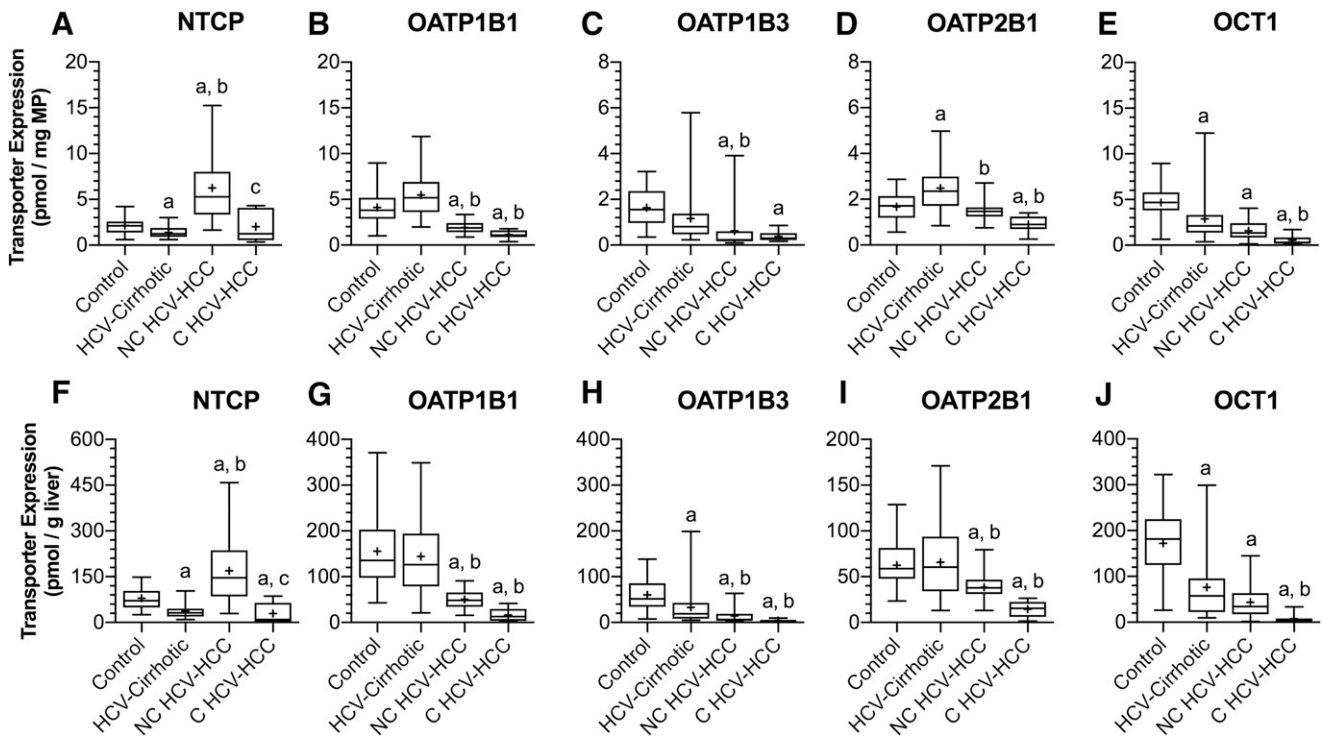 A NTCP B OATP1B1 C OATP1B3 D OATP2B1 E OCT1
Transporter Expression
(pmol / mg MP)
20 15 10 5 0
a a, b c
Control HCV-Cirrhotic NC HCV-HCC C HCV-HCC
20 15 10 5 0
a, b a, b
Control HCV-Cirrhotic NC HCV-HCC C HCV-HCC
8 6 4 2 0
a, b a
Control HCV-Cirrhotic NC HCV-HCC C HCV-HCC
8 6 4 2 0
a b a, b
Control HCV-Cirrhotic NC HCV-HCC C HCV-HCC
20 15 10 5 0
a a a, b
Control HCV-Cirrhotic NC HCV-HCC C HCV-HCC
F NTCP G OATP1B1 H OATP1B3 I OATP2B1 J OCT1
Transporter Expression
(pmol / g liver)
600 450 300 150 0
a a, b a, c
Control HCV-Cirrhotic NC HCV-HCC C HCV-HCC
400 300 200 100 0
a, b a, b
Control HCV-Cirrhotic NC HCV-HCC C HCV-HCC
400 300 200 100 0
a a, b a, b
Control HCV-Cirrhotic NC HCV-HCC C HCV-HCC
200 150 100 50 0
a, b a, b
Control HCV-Cirrhotic NC HCV-HCC C HCV-HCC
400 300 200 100 0
a a a, b
Control HCV-Cirrhotic NC HCV-HCC C HCV-HCC